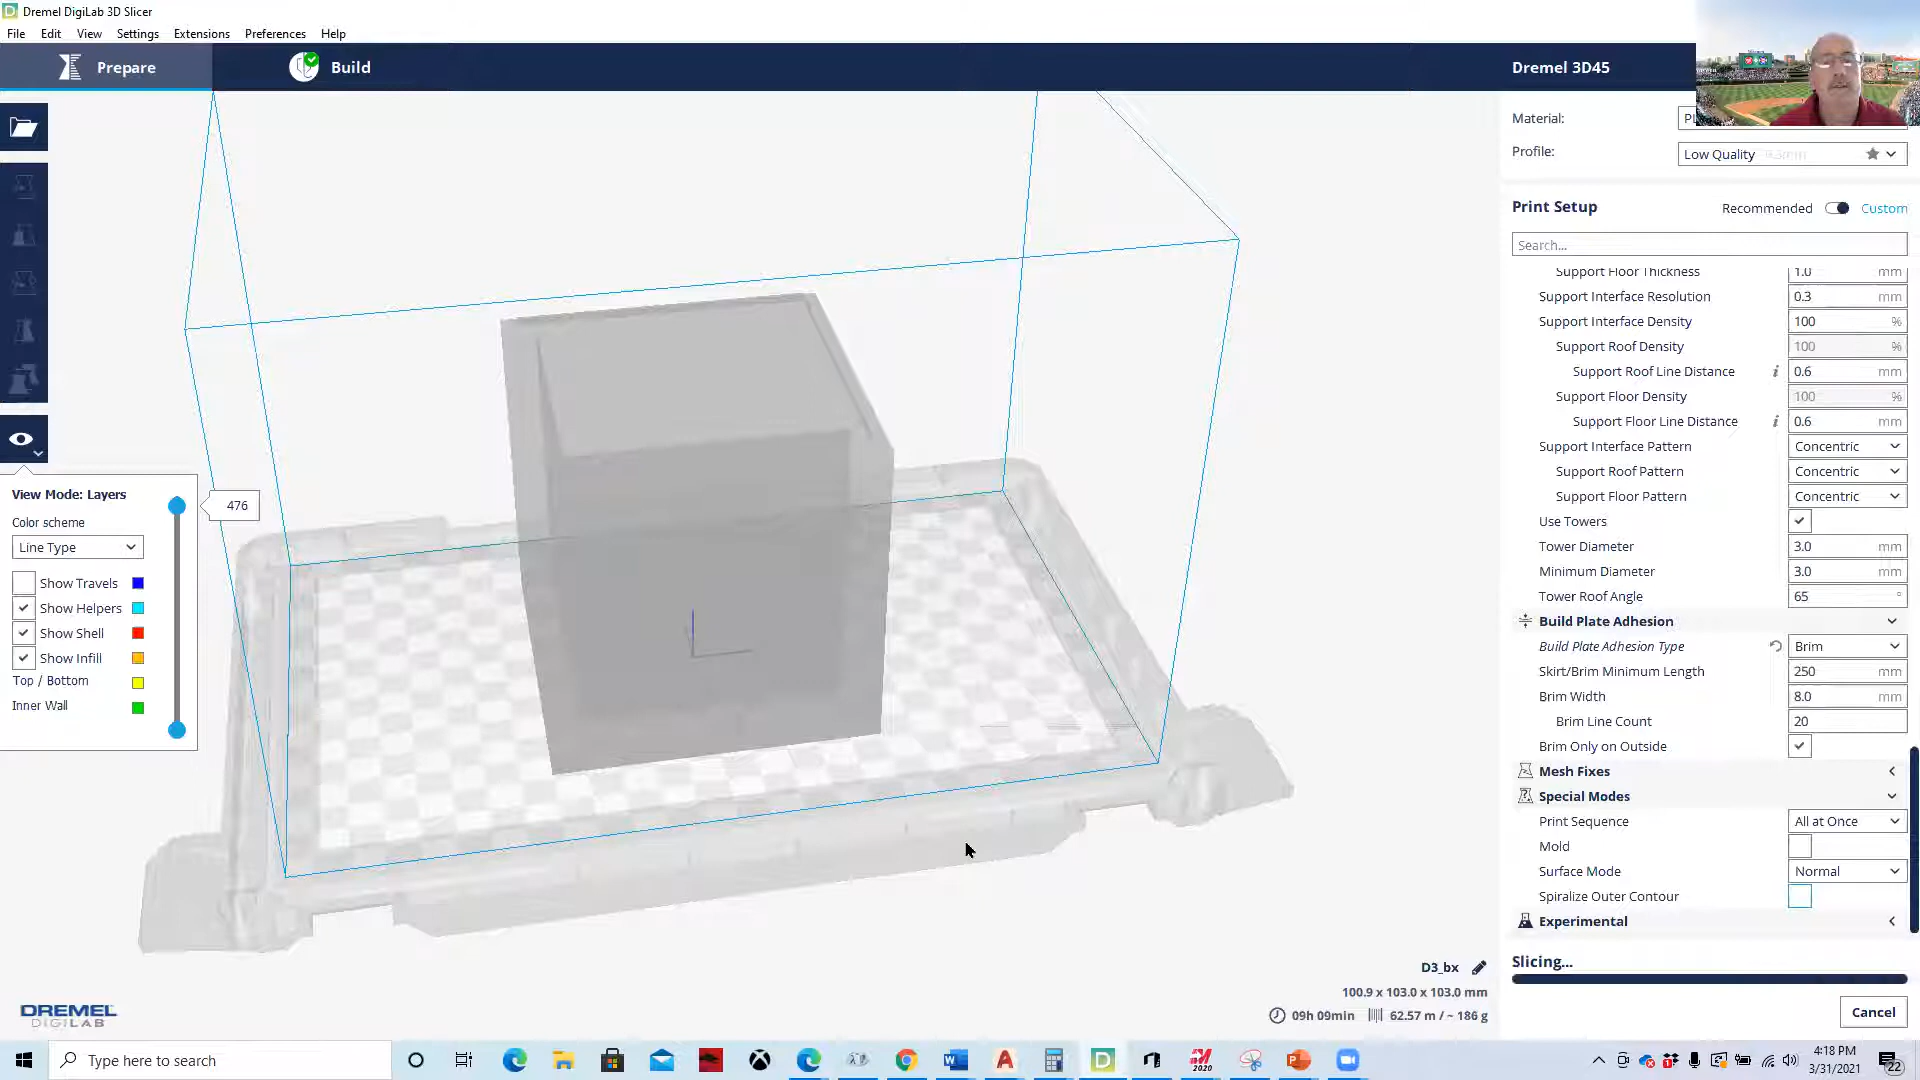 Dremel DigiLab 3D Slicer
File Edit View Settings Extensions Preferences Help
Prepare
Build
Dremel 3D45
Material:
Profile:
Low Quality
Print Setup
Recommended
Custom
Search...
Support Floor Thickness 1.0 mm
Support Interface Resolution 0.3 mm
Support Interface Density 100 %
Support Roof Density 100 %
Support Roof Line Distance i 0.6 mm
Support Floor Density 100 %
Support Floor Line Distance i 0.6 mm
Support Interface Pattern Concentric
Support Roof Pattern Concentric
Support Floor Pattern Concentric
Use Towers
Tower Diameter 3.0 mm
Minimum Diameter 3.0 mm
Tower Roof Angle 65 °
Build Plate Adhesion
Build Plate Adhesion Type Brim
Skirt/Brim Minimum Length 250 mm
Brim Width 8.0 mm
Brim Line Count 20
Brim Only on Outside
Mesh Fixes
Special Modes
Print Sequence All at Once
Mold
Surface Mode Normal
Spiralize Outer Contour
Experimental
Slicing...
Cancel
View Mode: Layers
476
Color scheme
Line Type
Show Travels
Show Helpers
Show Shell
Show Infill
Top / Bottom
Inner Wall
D3_bx
100.9 x 103.0 x 103.0 mm
09h 09min 62.57 m / ~ 186 g
DREMEL
DIGILAB
Type here to search
4:18 PM
3/31/2021
22
2020